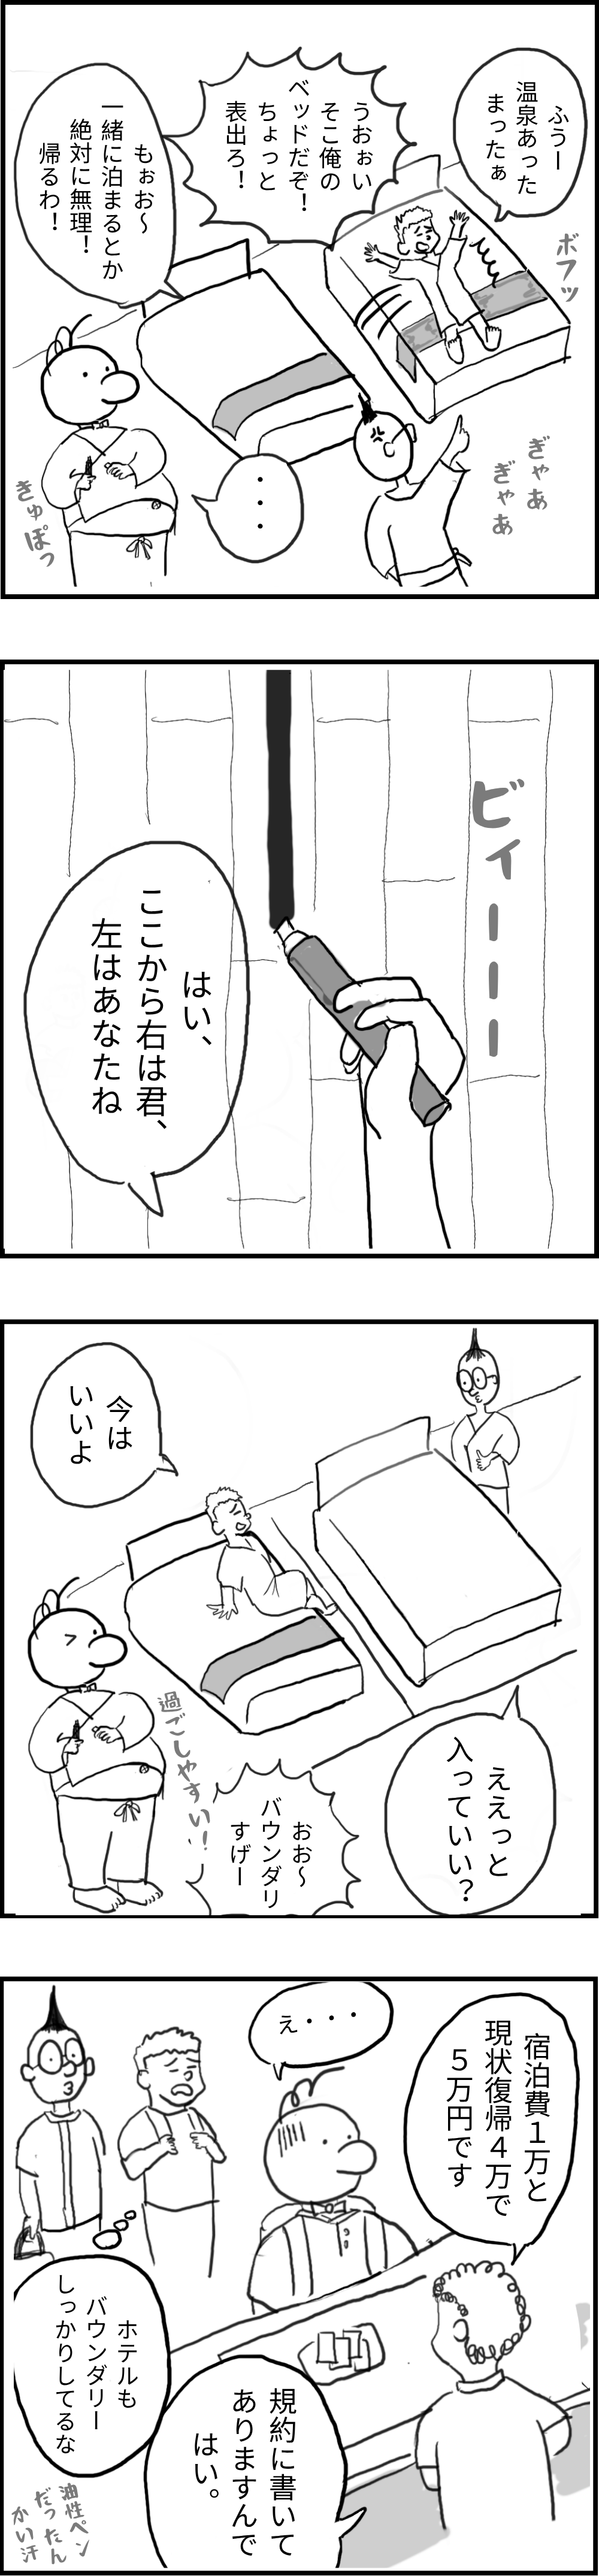 ふうー
温泉あった
まったぁ
ボフッ
うおぉい
そこ俺の
ベッドだぞ！
ちょっと
表出ろ！
もぉお～
一緒に泊まるとか
絶対に無理！
帰るわ！
ぎゃあ
ぎゃあ
・・・
きゅぽっ
ビィーーー
はい、
ここから右は君、
左はあなたね
今は
いいよ
ええっと
入っていい？
おお～
バウンダリ
すげー
過ごしやすい！
宿泊費１万と
現状復帰４万で
５万円です
え・・・
規約に書いて
ありますんで
はい。
ホテルも
バウンダリー
しっかりしてるな
油性ペン
だったん
かい汗